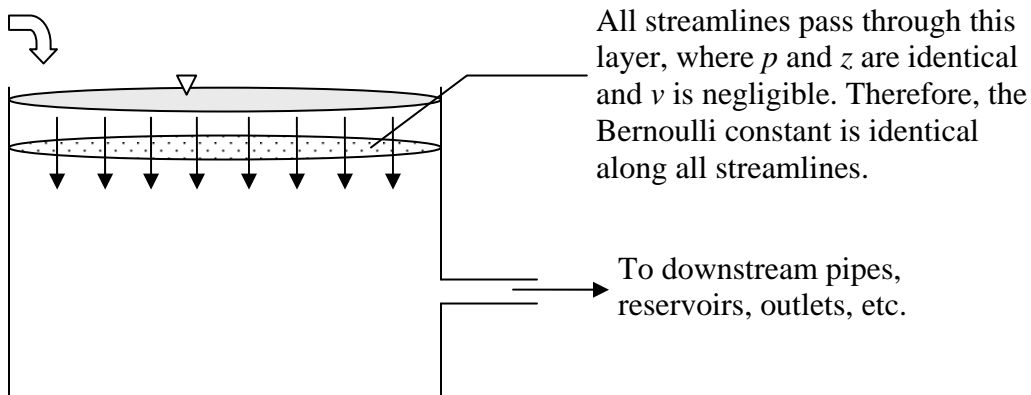 All streamlines pass through this
layer, where p and z are identical
and v is negligible. Therefore, the
Bernoulli constant is identical
along all streamlines.
To downstream pipes,
reservoirs, outlets, etc.